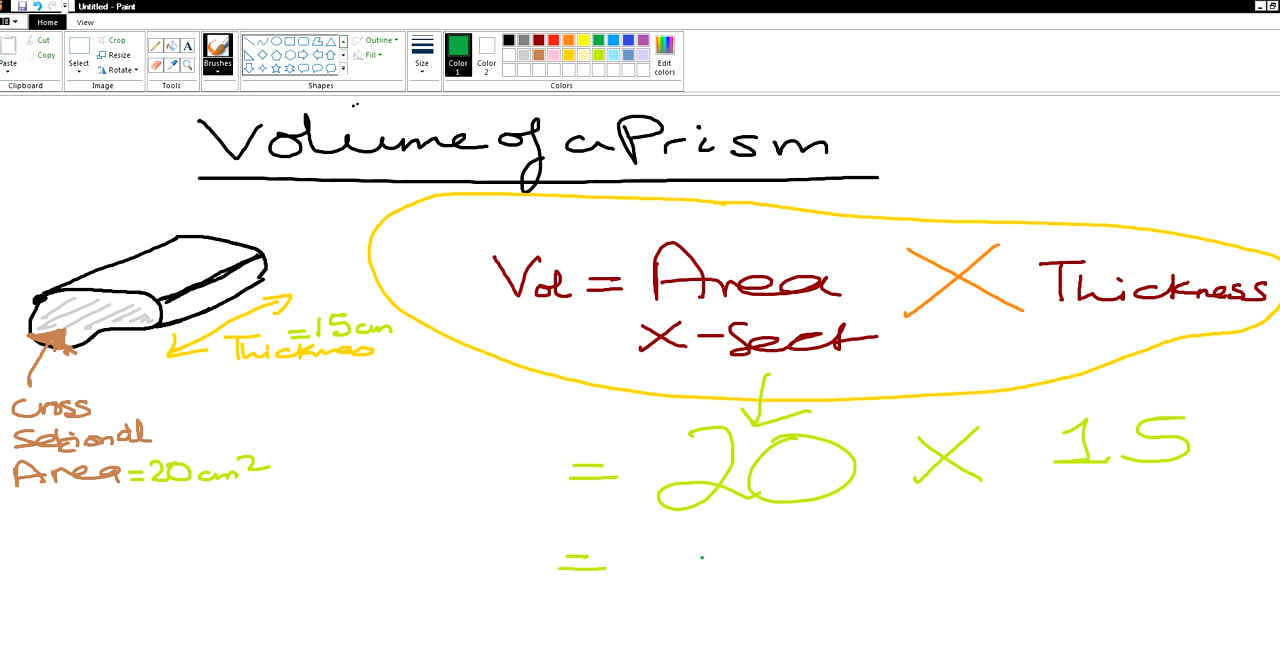 Untitled - Paint
Home View
Paste Cut Copy Clipboard
Select Crop Resize Rotate Image
Tools
Brushes
Outline Fill Shapes
Size
Color 1 Color 2 Edit colors Colors
Volume of a Prism
Vol = Area X Thickness
X-Sect
= 15cm
Thicknes
Cross
Sectional
Area = 20cm²
= 20 X 15
=